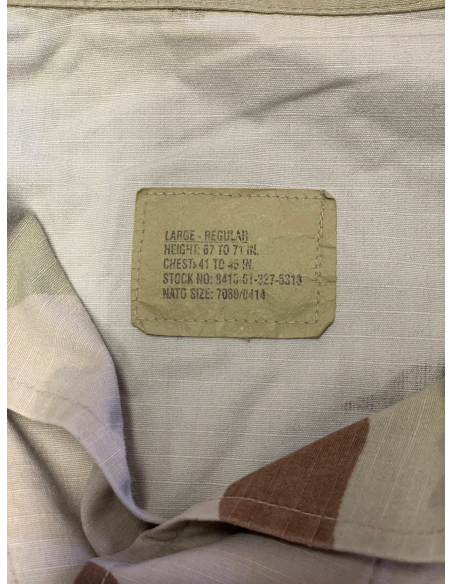 LARGE - REGULAR
HEIGHT: 67 TO 71 IN.
CHEST: 41 TO 45 IN.
STOCK NO: 8415-01-327-5313
NATO SIZE: 7080/0414